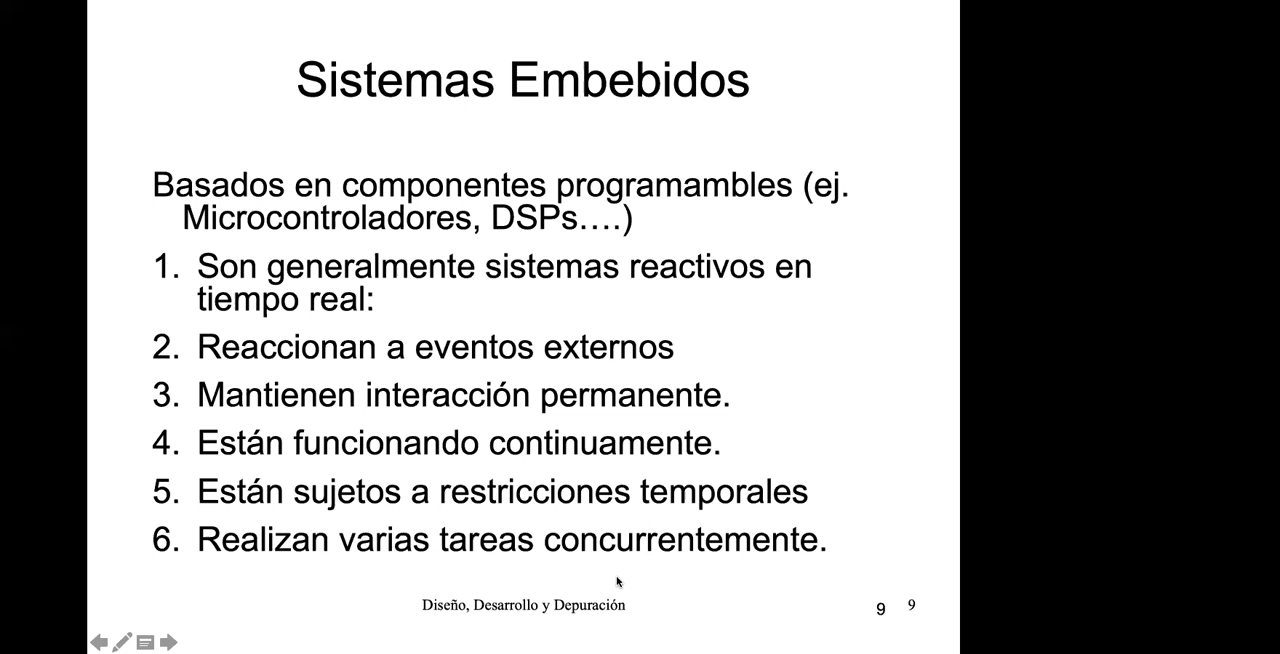 Sistemas Embebidos
Basados en componentes programambles (ej.
Microcontroladores, DSPs….)
1. Son generalmente sistemas reactivos en
tiempo real:
2. Reaccionan a eventos externos
3. Mantienen interacción permanente.
4. Están funcionando continuamente.
5. Están sujetos a restricciones temporales
6. Realizan varias tareas concurrentemente.
Diseño, Desarrollo y Depuración
9 9